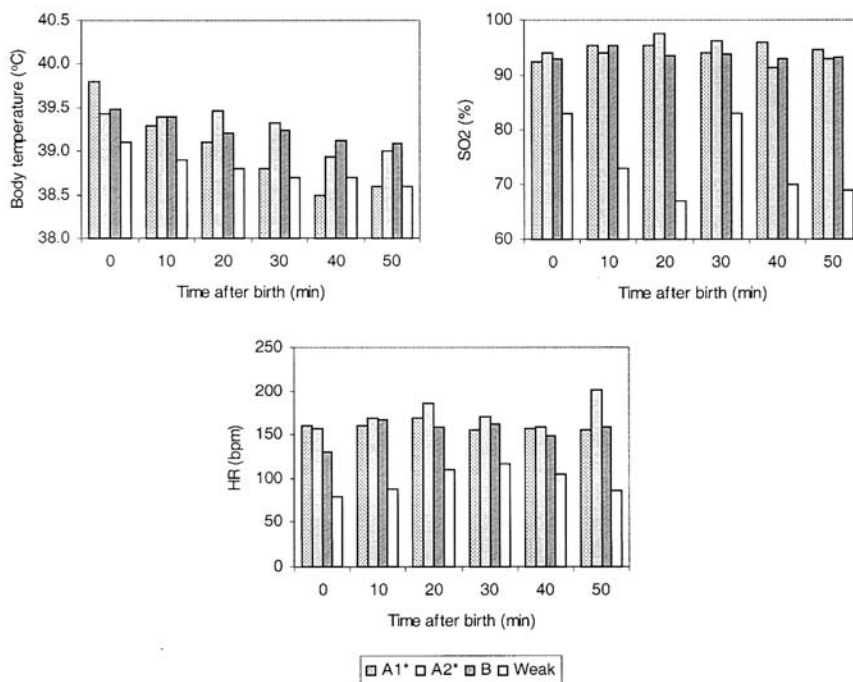 40.5
40.0
39.5
39.0
38.5
38.0
Body temperature (ºC)
0 10 20 30 40 50
Time after birth (min)
100
90
80
70
60
SO2 (%)
0 10 20 30 40 50
Time after birth (min)
250
200
150
100
50
0
HR (bpm)
0 10 20 30 40 50
Time after birth (min)
A1* A2* B Weak